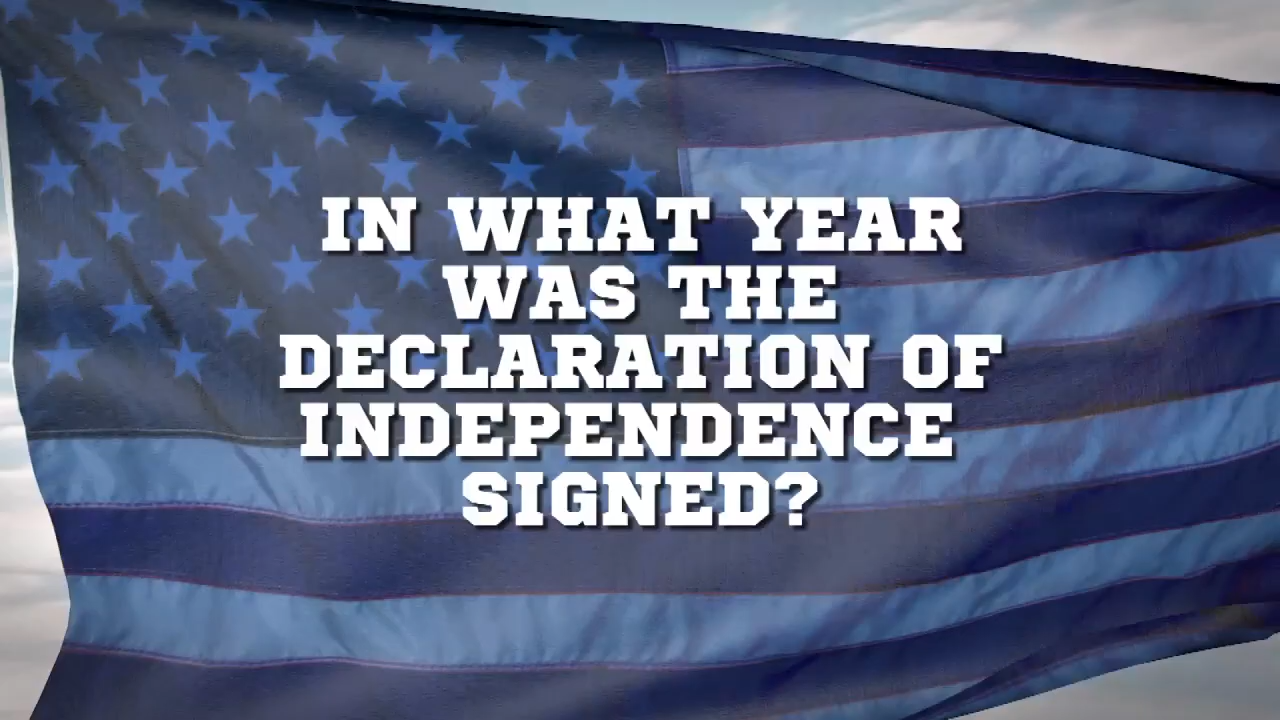 IN WHAT YEAR
WAS THE
DECLARATION OF
INDEPENDENCE
SIGNED?